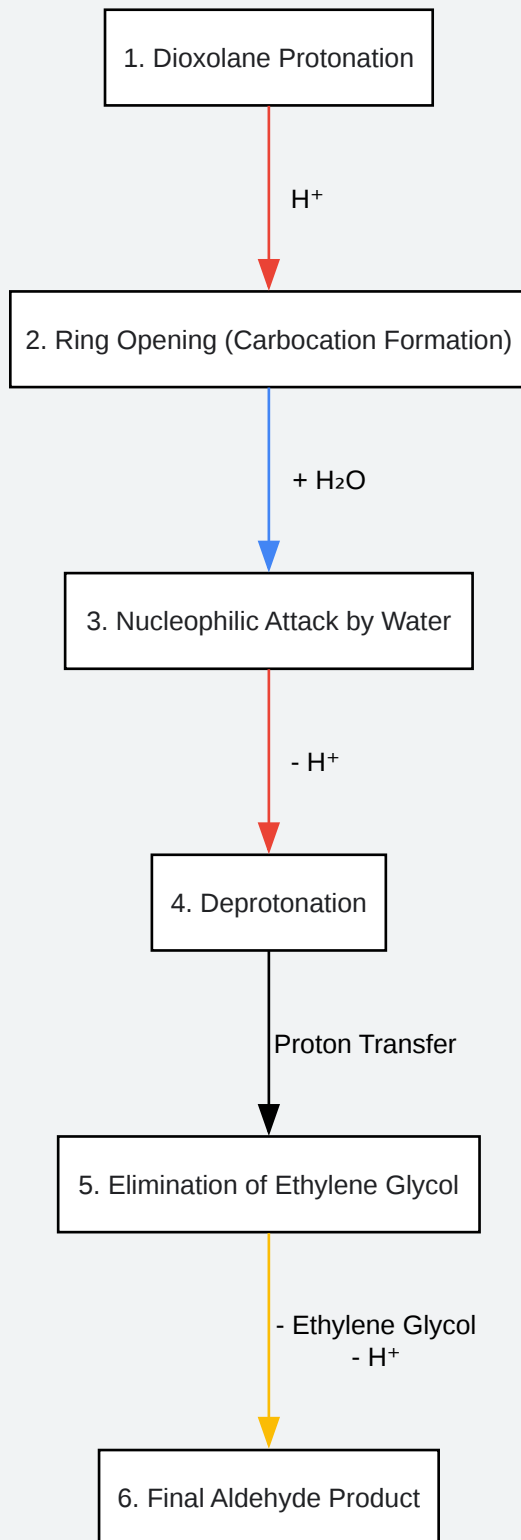 1. Dioxolane Protonation
H⁺
2. Ring Opening (Carbocation Formation)
+ H₂O
3. Nucleophilic Attack by Water
- H⁺
4. Deprotonation
Proton Transfer
5. Elimination of Ethylene Glycol
- Ethylene Glycol
- H⁺
6. Final Aldehyde Product